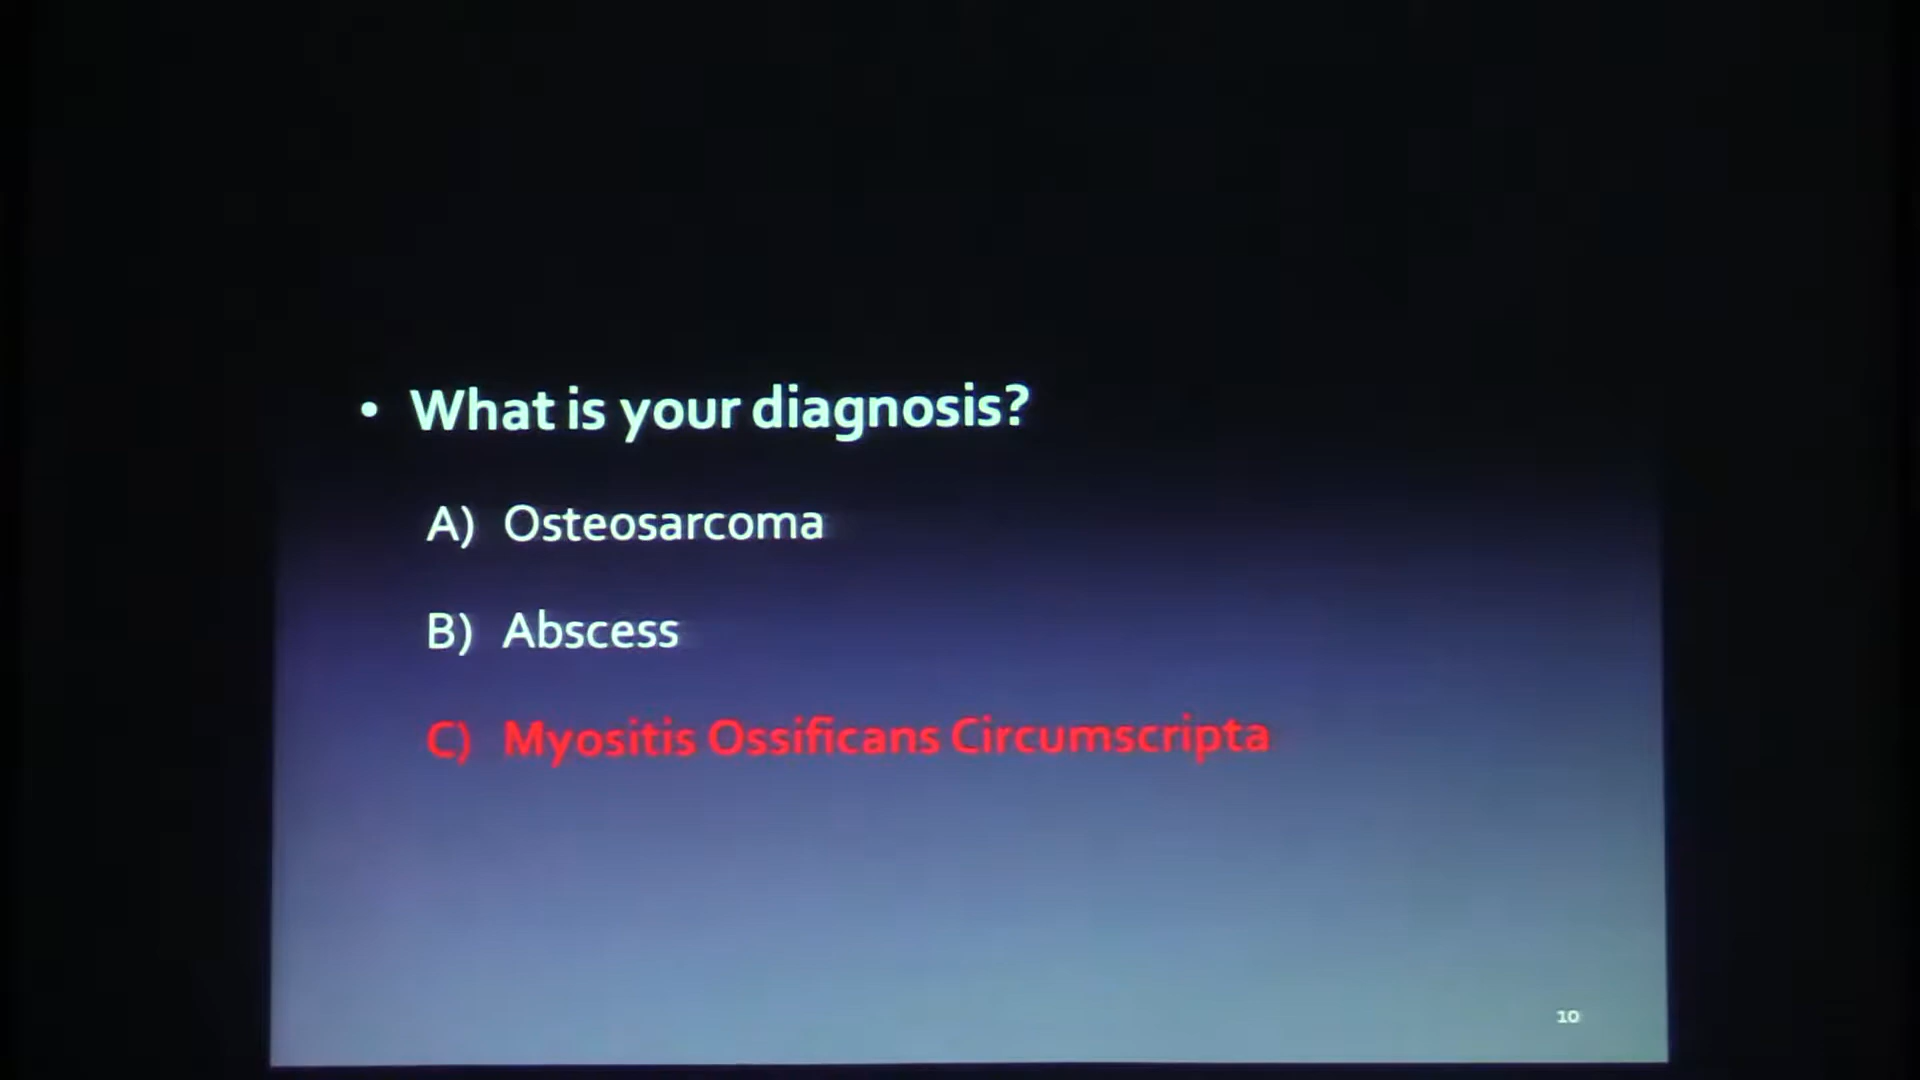 • What is your diagnosis?
A) Osteosarcoma
B) Abscess
C) Myositis Ossificans Circumscripta
10